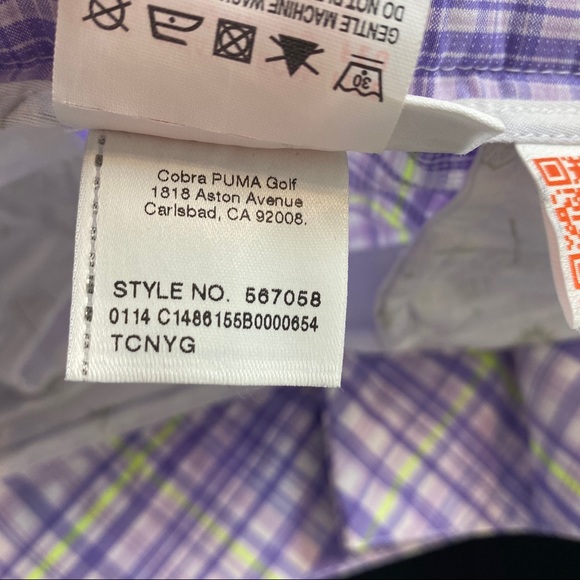 GENTLE MACHINE WASH
DO NOT
30
Cobra PUMA Golf
1818 Aston Avenue
Carlsbad, CA 92008.
STYLE NO. 567058
0114 C1486155B0000654
TCNYG